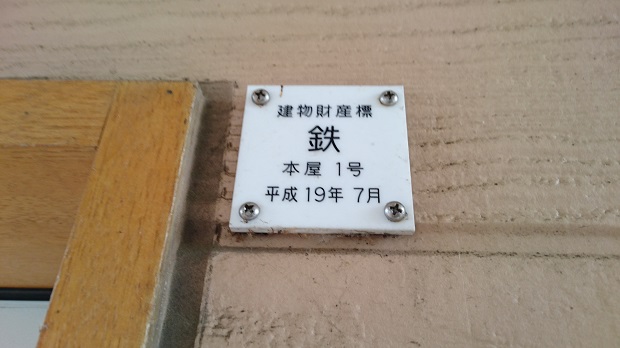 建物財産標
鉄
本屋 1号
平成 19年 7月